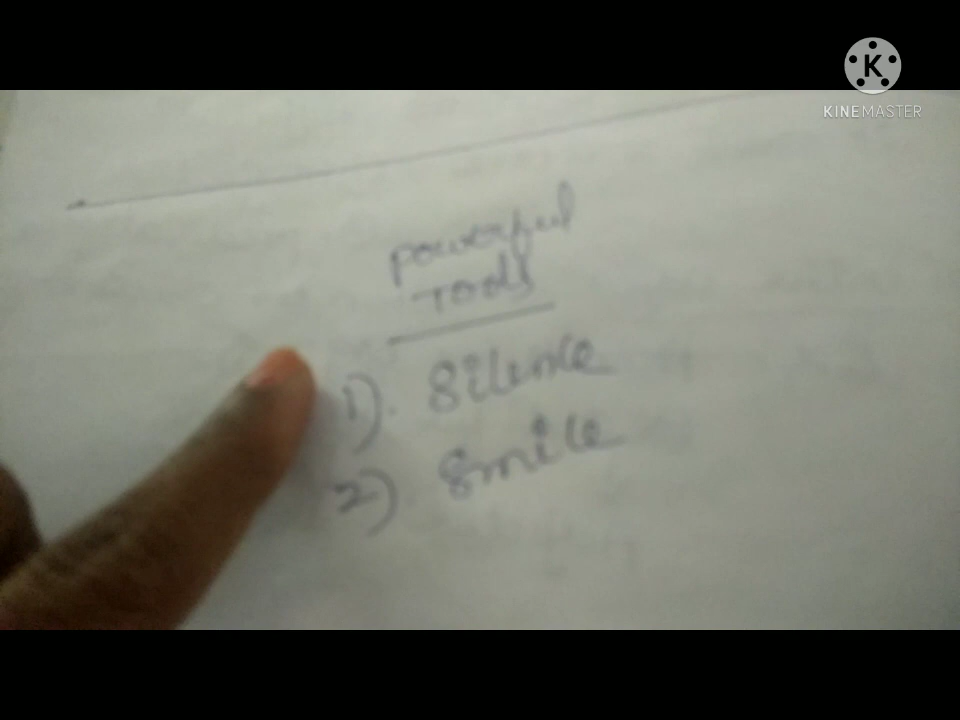 K
KINEMASTER
Powerful
Tools
1). Silence
2). Smile